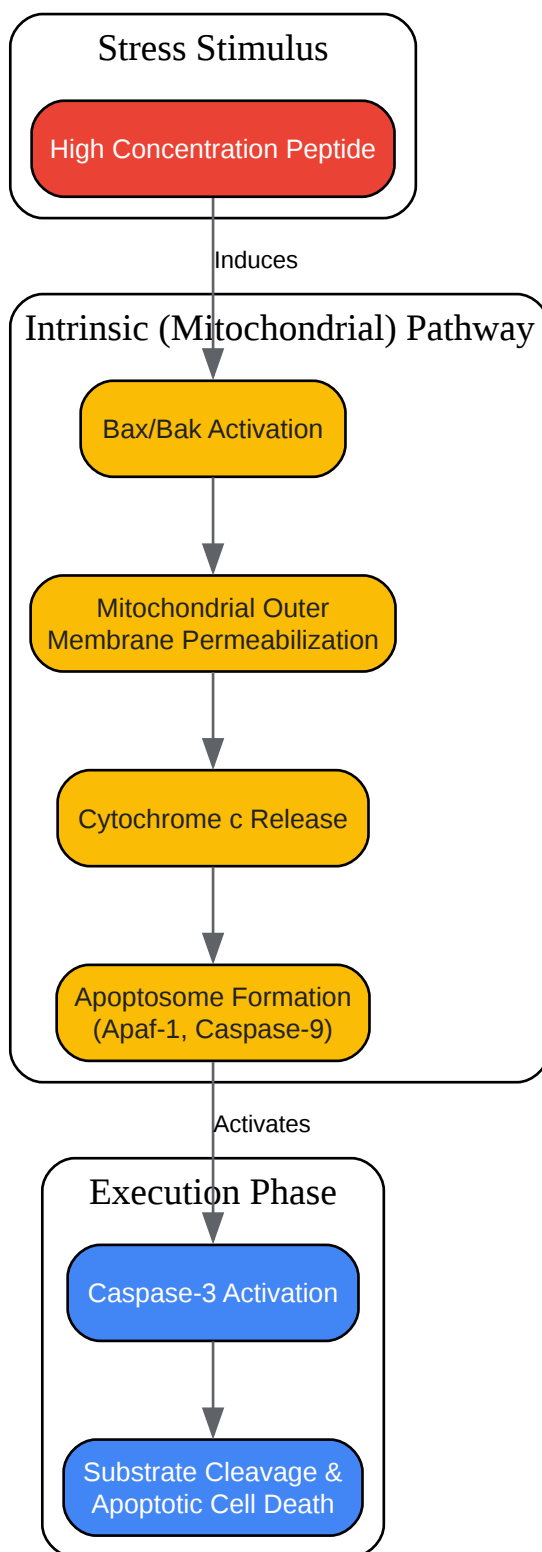 Stress Stimulus
High Concentration Peptide
Induces
Intrinsic (Mitochondrial) Pathway
Bax/Bak Activation
Mitochondrial Outer
Membrane Permeabilization
Cytochrome c Release
Apoptosome Formation
(Apaf-1, Caspase-9)
Activates
Execution Phase
Caspase-3 Activation
Substrate Cleavage &
Apoptotic Cell Death